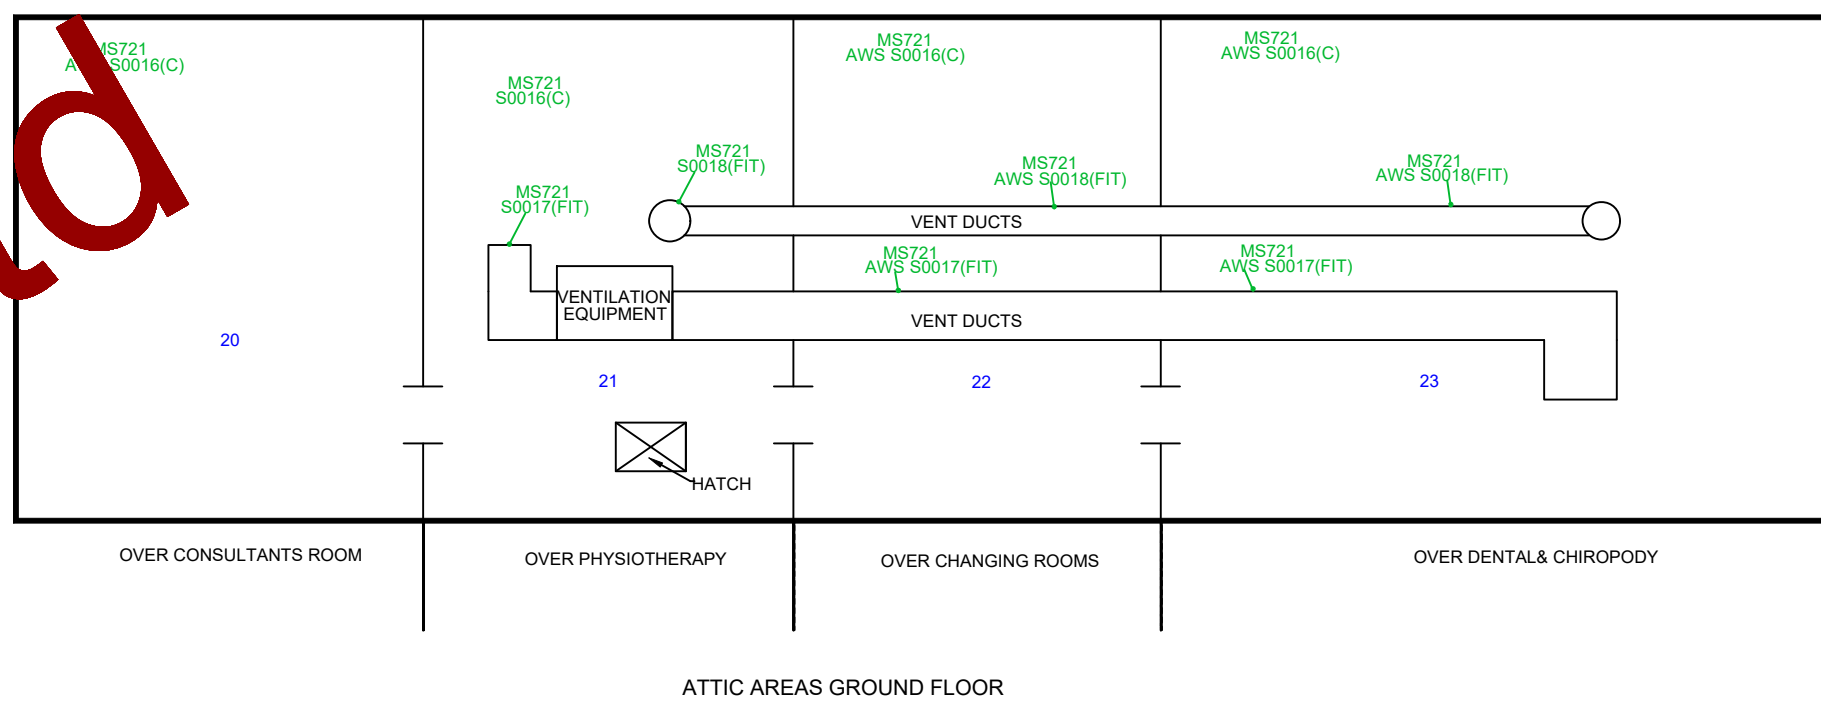 MS721
AWS S0016(C)
MS721
S0016(C)
MS721
AWS S0016(C)
MS721
AWS S0016(C)
MS721
S0018(FIT)
MS721
AWS S0018(FIT)
MS721
AWS S0018(FIT)
MS721
S0017(FIT)
VENT DUCTS
MS721
AWS S0017(FIT)
MS721
AWS S0017(FIT)
VENTILATION
EQUIPMENT
VENT DUCTS
20
21
22
23
HATCH
OVER CONSULTANTS ROOM
OVER PHYSIOTHERAPY
OVER CHANGING ROOMS
OVER DENTAL& CHIROPODY
ATTIC AREAS GROUND FLOOR